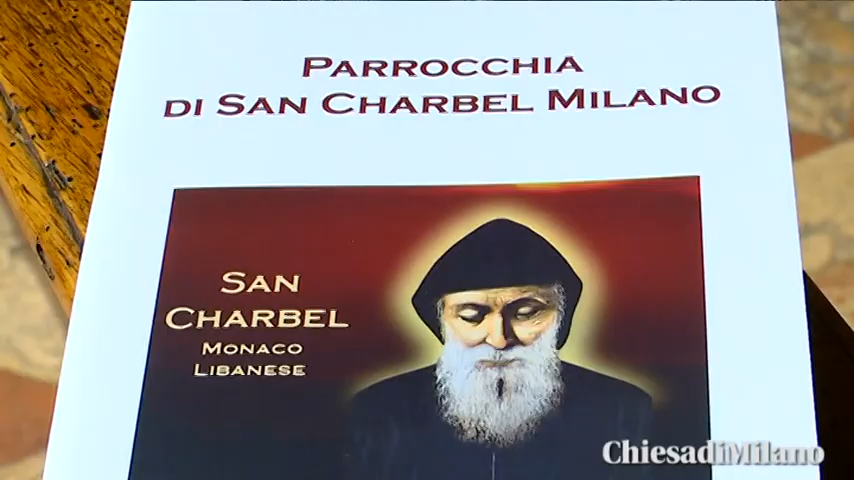 PARROCCHIA
DI SAN CHARBEL MILANO
SAN
CHARBEL
MONACO
LIBANESE
ChiesadiMilano